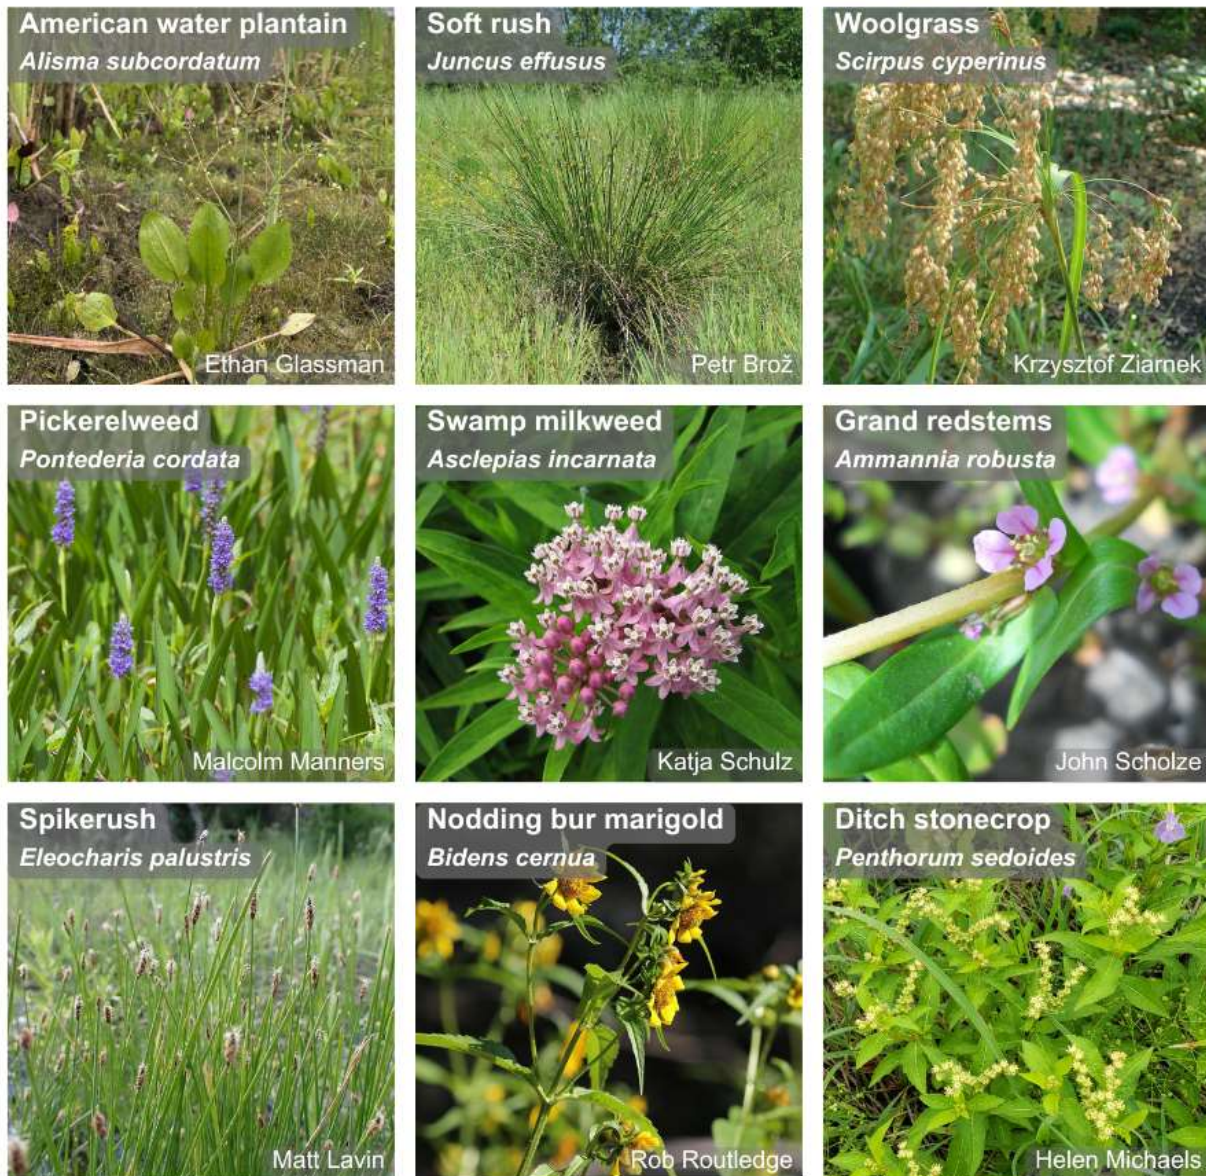 American water plantain
Alisma subcordatum
Ethan Glassman
Soft rush
Juncus effusus
Petr Brož
Woolgrass
Scirpus cyperinus
Krzysztof Ziarnek
Pickerelweed
Pontederia cordata
Malcolm Manners
Swamp milkweed
Asclepias incarnata
Katja Schulz
Grand redstems
Ammannia robusta
John Scholze
Spikerush
Eleocharis palustris
Matt Lavin
Nodding bur marigold
Bidens cernua
Rob Routledge
Ditch stonecrop
Penthorum sedoides
Helen Michaels